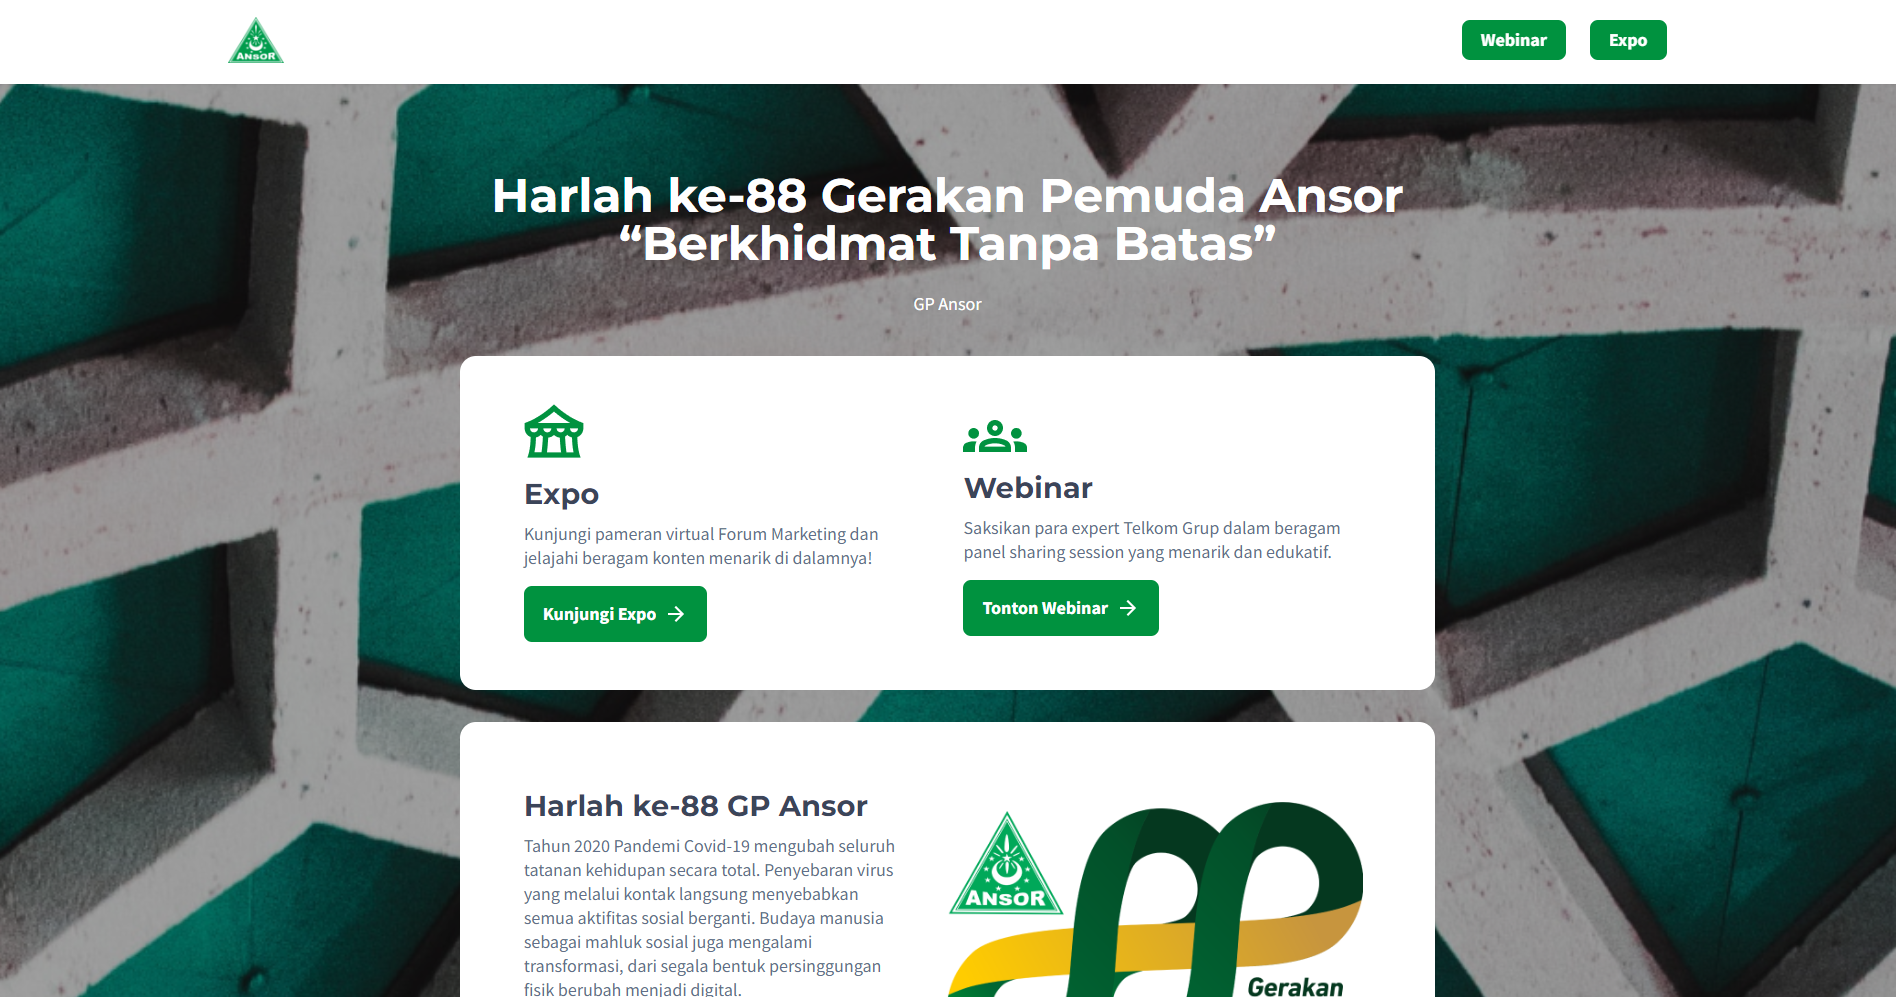 ANSOR
Webinar
Expo
Harlah ke-88 Gerakan Pemuda Ansor
“Berkhidmat Tanpa Batas”
GP Ansor
Expo
Kunjungi pameran virtual Forum Marketing dan
jelajahi beragam konten menarik di dalamnya!
Kunjungi Expo
Webinar
Saksikan para expert Telkom Grup dalam beragam
panel sharing session yang menarik dan edukatif.
Tonton Webinar
Harlah ke-88 GP Ansor
Tahun 2020 Pandemi Covid-19 mengubah seluruh
tatanan kehidupan secara total. Penyebaran virus
yang melalui kontak langsung menyebabkan
semua aktifitas sosial berganti. Budaya manusia
sebagai mahluk sosial juga mengalami
transformasi, dari segala bentuk persinggungan
fisik berubah menjadi digital.
ANSOR
Gerakan